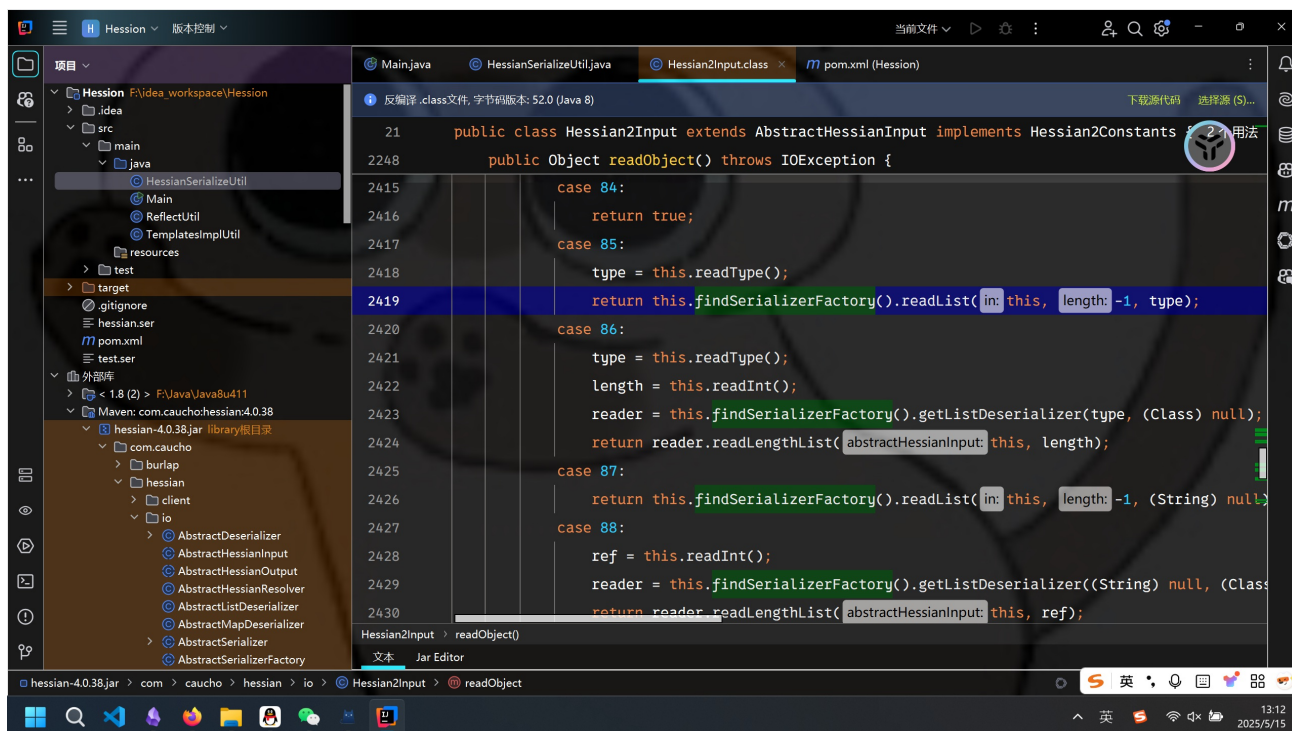 H Hession 版本控制 当前文件
项目
Main.java HessianSerializeUtil.java Hessian2Input.class pom.xml (Hession)
Hession F:\idea_workspace\Hession
.idea
src
main
java
HessianSerializeUtil
Main
ReflectUtil
TemplatesImplUtil
resources
test
target
.gitignore
hessian.ser
pom.xml
test.ser
外部库
< 1.8 (2) > F:\Java\Java8u411
Maven: com.caucho:hessian:4.0.38
hessian-4.0.38.jar library根目录
com.caucho
burlap
hessian
client
io
AbstractDeserializer
AbstractHessianInput
AbstractHessianOutput
AbstractHessianResolver
AbstractListDeserializer
AbstractMapDeserializer
AbstractSerializer
AbstractSerializerFactory
反编译 .class文件, 字节码版本: 52.0 (Java 8) 下载源代码 选择源 (S)...
21 public class Hessian2Input extends AbstractHessianInput implements Hessian2Constants { 2个用法
2248 public Object readObject() throws IOException {
2415 case 84:
2416 return true;
2417 case 85:
2418 type = this.readType();
2419 return this.findSerializerFactory().readList( in: this, length: -1, type);
2420 case 86:
2421 type = this.readType();
2422 length = this.readInt();
2423 reader = this.findSerializerFactory().getListDeserializer(type, (Class) null);
2424 return reader.readLengthList( abstractHessianInput: this, length);
2425 case 87:
2426 return this.findSerializerFactory().readList( in: this, length: -1, (String) null)
2427 case 88:
2428 ref = this.readInt();
2429 reader = this.findSerializerFactory().getListDeserializer((String) null, (Class
2430 return reader.readLengthList( abstractHessianInput: this, ref);
Hessian2Input > readObject()
文本 Jar Editor
hessian-4.0.38.jar > com > caucho > hessian > io > Hessian2Input > readObject
英
英 13:12
2025/5/15